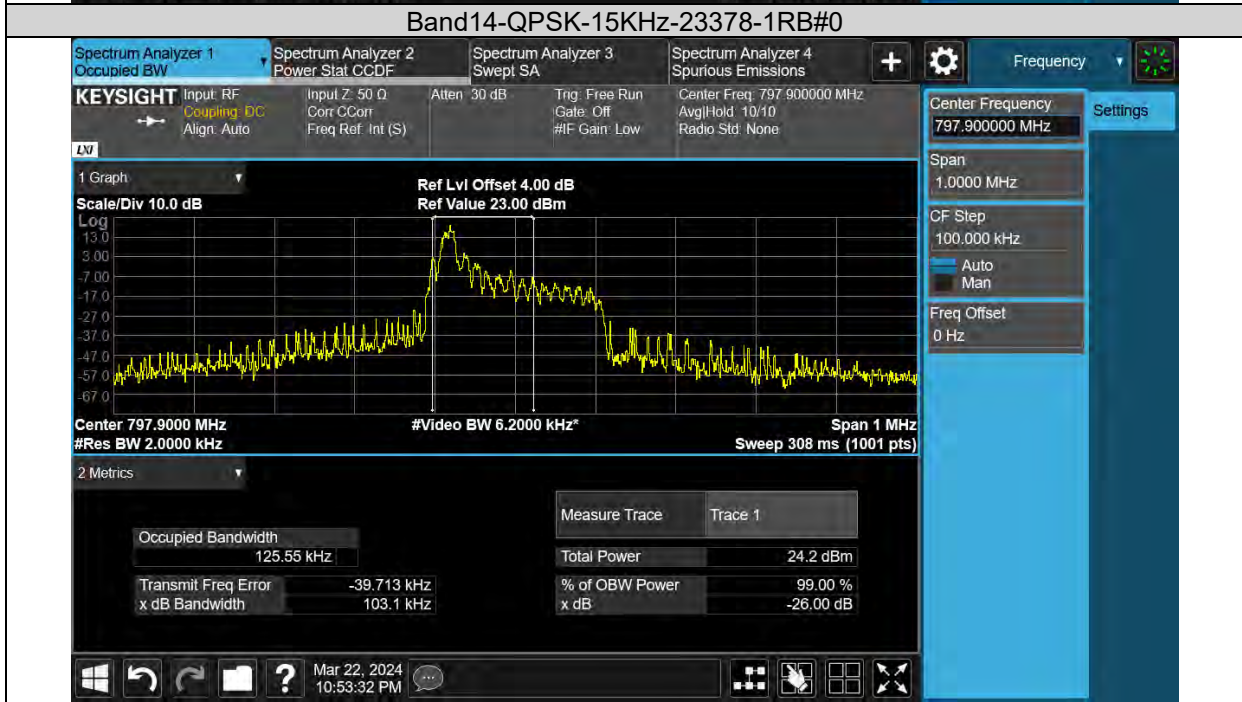 Band14-QPSK-15KHz-23378-1RB#0
Spectrum Analyzer 1
Occupied BW
Spectrum Analyzer 2
Power Stat CCDF
Spectrum Analyzer 3
Swept SA
Spectrum Analyzer 4
Spurious Emissions
+
Frequency
KEYSIGHT
Input: RF
Coupling: DC
Align: Auto
Input Z: 50 Ω
Corr CCorr
Freq Ref: Int (S)
Atten: 30 dB
Trig: Free Run
Gate: Off
#IF Gain: Low
Center Freq: 797.900000 MHz
Avg|Hold: 10/10
Radio Std: None
LXI
Center Frequency
797.900000 MHz
Settings
Span
1.0000 MHz
CF Step
100.000 kHz
Auto
Man
Freq Offset
0 Hz
1 Graph
Scale/Div 10.0 dB
Ref Lvl Offset 4.00 dB
Ref Value 23.00 dBm
Log
13.0
3.00
-7.00
-17.0
-27.0
-37.0
-47.0
-57.0
-67.0
Center 797.9000 MHz
#Res BW 2.0000 kHz
#Video BW 6.2000 kHz*
Span 1 MHz
Sweep 308 ms (1001 pts)
2 Metrics
Measure Trace Trace 1
Occupied Bandwidth
125.55 kHz
Total Power 24.2 dBm
Transmit Freq Error -39.713 kHz
% of OBW Power 99.00 %
x dB Bandwidth 103.1 kHz
x dB -26.00 dB
?
Mar 22, 2024
10:53:32 PM